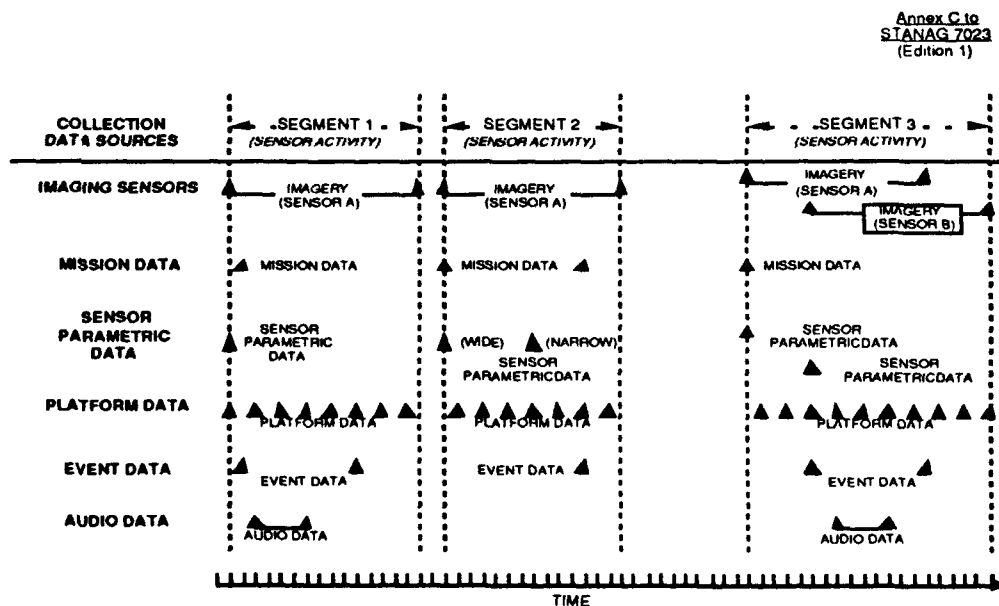 Annex C to
STANAG 7023
(Edition 1)
COLLECTION
DATA SOURCES
SEGMENT 1
(SENSOR ACTIVITY)
SEGMENT 2
(SENSOR ACTIVITY)
SEGMENT 3
(SENSOR ACTIVITY)
IMAGING SENSORS
IMAGERY
(SENSOR A)
IMAGERY
(SENSOR A)
IMAGERY
(SENSOR A)
IMAGERY
(SENSOR B)
MISSION DATA
MISSION DATA
MISSION DATA
MISSION DATA
SENSOR
PARAMETRIC
DATA
SENSOR
PARAMETRIC
DATA
(WIDE)
(NARROW)
SENSOR
PARAMETRICDATA
SENSOR
PARAMETRICDATA
SENSOR
PARAMETRICDATA
PLATFORM DATA
PLATFORM DATA
PLATFORM DATA
PLATFORM DATA
EVENT DATA
EVENT DATA
EVENT DATA
EVENT DATA
AUDIO DATA
AUDIO DATA
AUDIO DATA
TIME